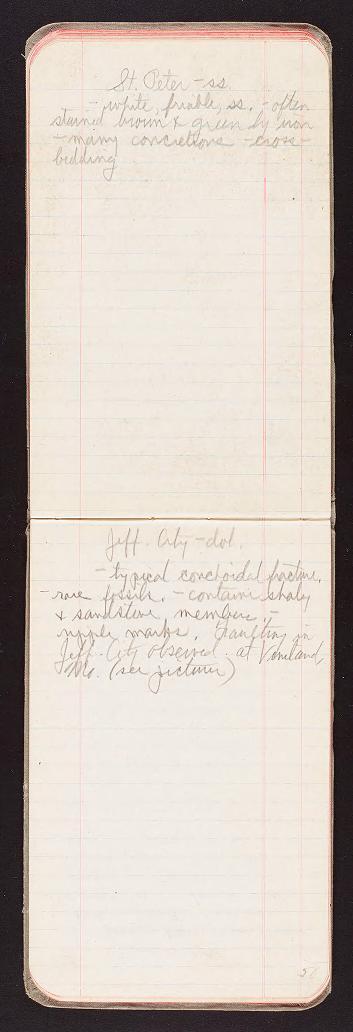 St. Peter - ss.
- white, friable, ss. - often
stained brown & green by iron
- many concretions - cross-
bedding
Jeff. City - dol.
- typical conchoidal fracture.
- rare fossils. - contains shaly
& sandstone members. -
ripple marks. Faulting in
Jeff. City observed at Vineland,
Mo. (see picture)